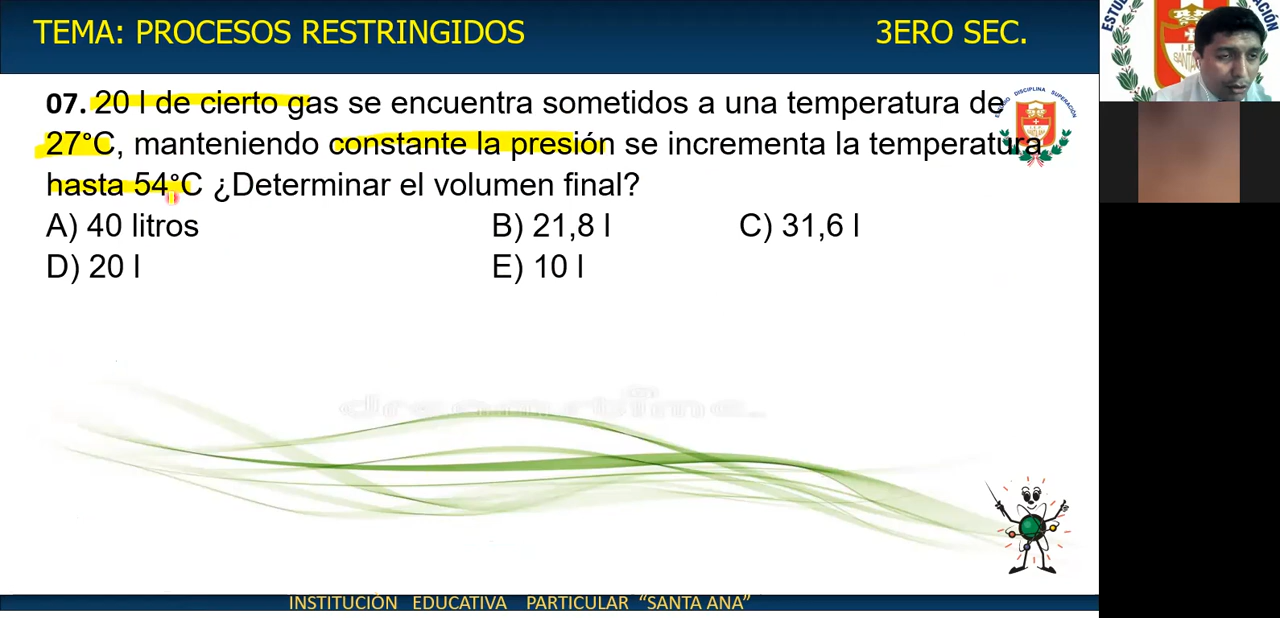 TEMA: PROCESOS RESTRINGIDOS 3ERO SEC.
07. 20 l de cierto gas se encuentra sometidos a una temperatura de
27°C, manteniendo constante la presión se incrementa la temperatura
hasta 54°C ¿Determinar el volumen final?
A) 40 litros B) 21,8 l C) 31,6 l
D) 20 l E) 10 l
DISCIPLINA SUPERACIÓN
INSTITUCIÓN EDUCATIVA PARTICULAR “SANTA ANA”